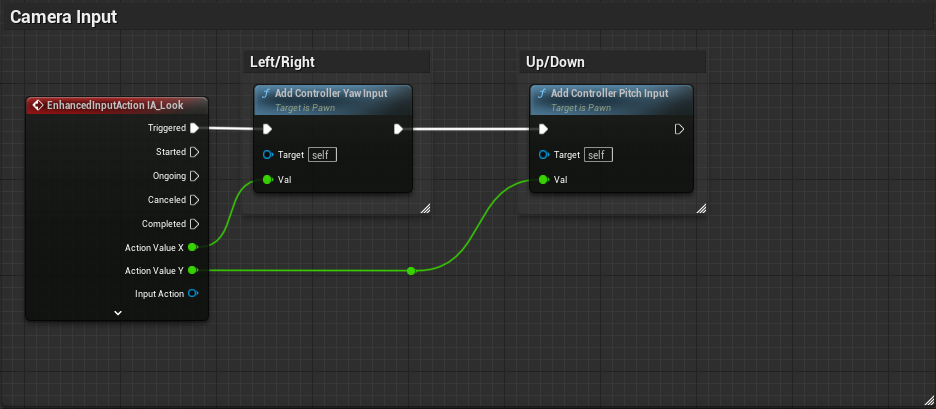 Camera Input
Left/Right
Up/Down
EnhancedInputAction IA_Look
Triggered
Started
Ongoing
Canceled
Completed
Action Value X
Action Value Y
Input Action
f Add Controller Yaw Input
Target is Pawn
Target self
Val
f Add Controller Pitch Input
Target is Pawn
Target self
Val